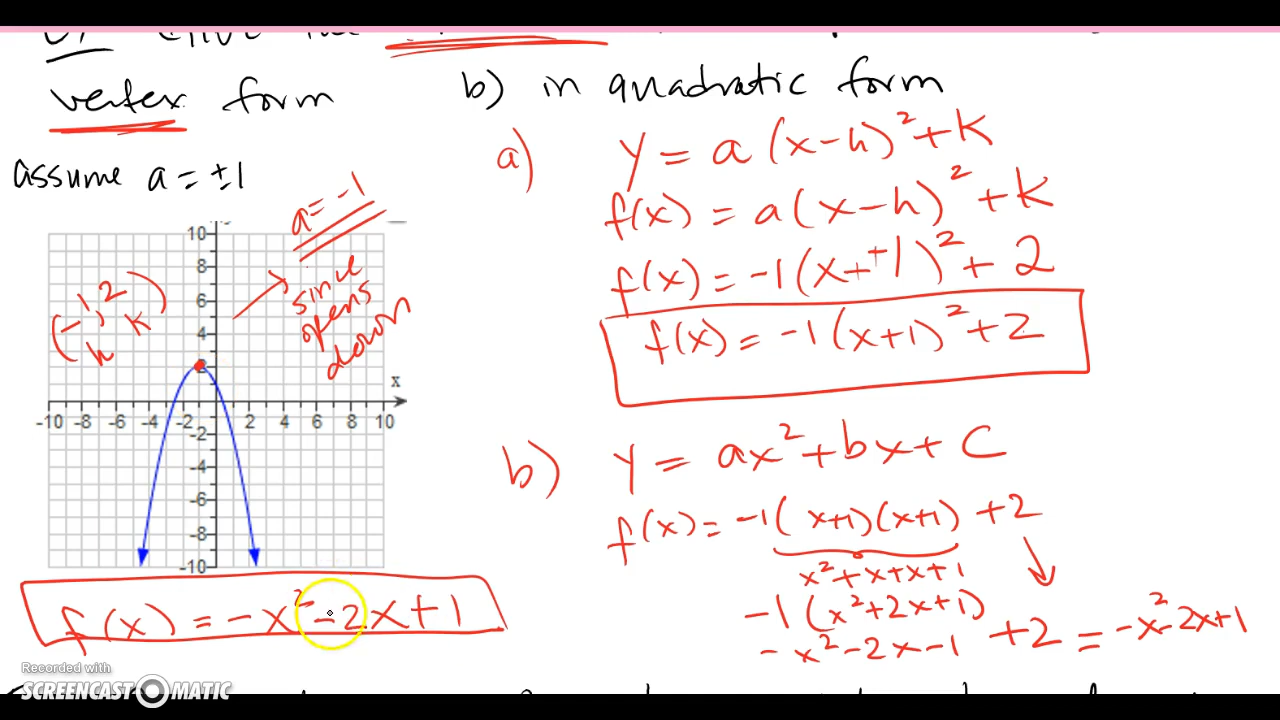 vertex form
b) in quadratic form
assume a = ±1
a = -1
since
opens
down
(-1, 2)
h k
10
8
6
4
2
x
-10 -8 -6 -4 -2 2 4 6 8 10
-2
-4
-6
-8
-10
f(x) = -x² - 2x + 1
a)
y = a(x-h)² + k
f(x) = a(x-h)² + k
f(x) = -1(x++1)² + 2
f(x) = -1(x+1)² + 2
b)
y = ax² + bx + c
f(x) = -1(x+1)(x+1) + 2
x² + x + x + 1
-1(x² + 2x + 1)
-x² - 2x - 1 + 2 = -x² - 2x + 1
Recorded with
SCREENCAST MATIC